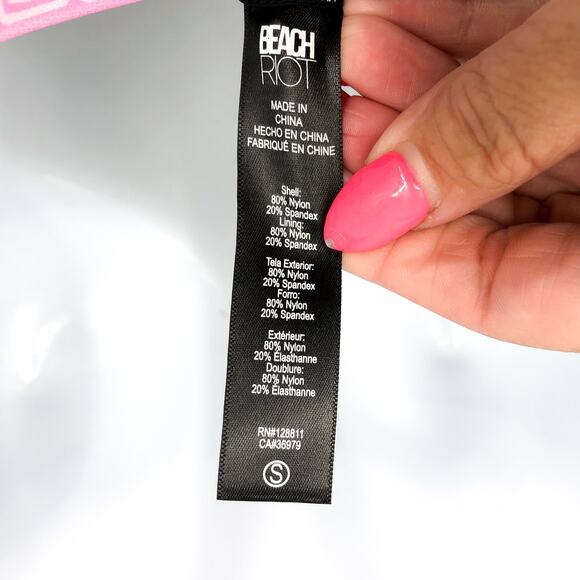 BEACH
RIOT
MADE IN
CHINA
HECHO EN CHINA
FABRIQUÉ EN CHINE
Shell:
80% Nylon
20% Spandex
Lining:
80% Nylon
20% Spandex
Tela Exterior:
80% Nylon
20% Spandex
Forro:
80% Nylon
20% Spandex
Extérieur:
80% Nylon
20% Élasthanne
Doublure:
80% Nylon
20% Élasthanne
RN#128811
CA#36979
S